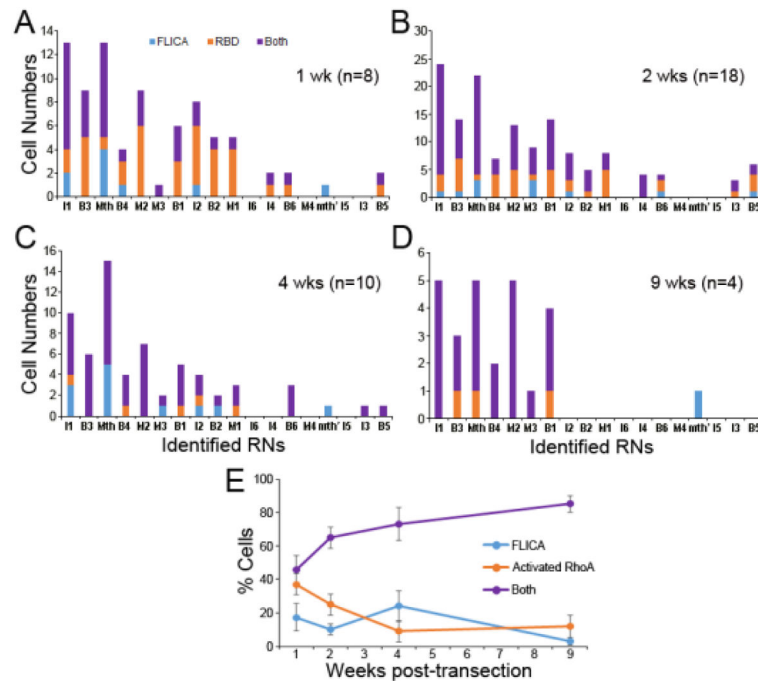 A
14
12
10
8
6
4
2
0
Cell Numbers
FLICA RBD Both
1 wk (n=8)
I1 B3 Mth B4 M2 M3 B1 I2 B2 M1 I6 I4 B6 M4 mth' I5 I3 B5
B
30
25
20
15
10
5
0
2 wks (n=18)
I1 B3 Mth B4 M2 M3 B1 I2 B2 M1 I6 I4 B6 M4 mth' I5 I3 B5
C
16
14
12
10
8
6
4
2
0
Cell Numbers
4 wks (n=10)
I1 B3 Mth B4 M2 M3 B1 I2 B2 M1 I6 I4 B6 M4 mth' I5 I3 B5
Identified RNs
D
6
5
4
3
2
1
0
9 wks (n=4)
I1 B3 Mth B4 M2 M3 B1 I2 B2 M1 I6 I4 B6 M4 mth' I5 I3 B5
Identified RNs
E
100
80
60
40
20
0
% Cells
FLICA
Activated RhoA
Both
1 2 3 4 5 6 7 8 9
Weeks post-transection